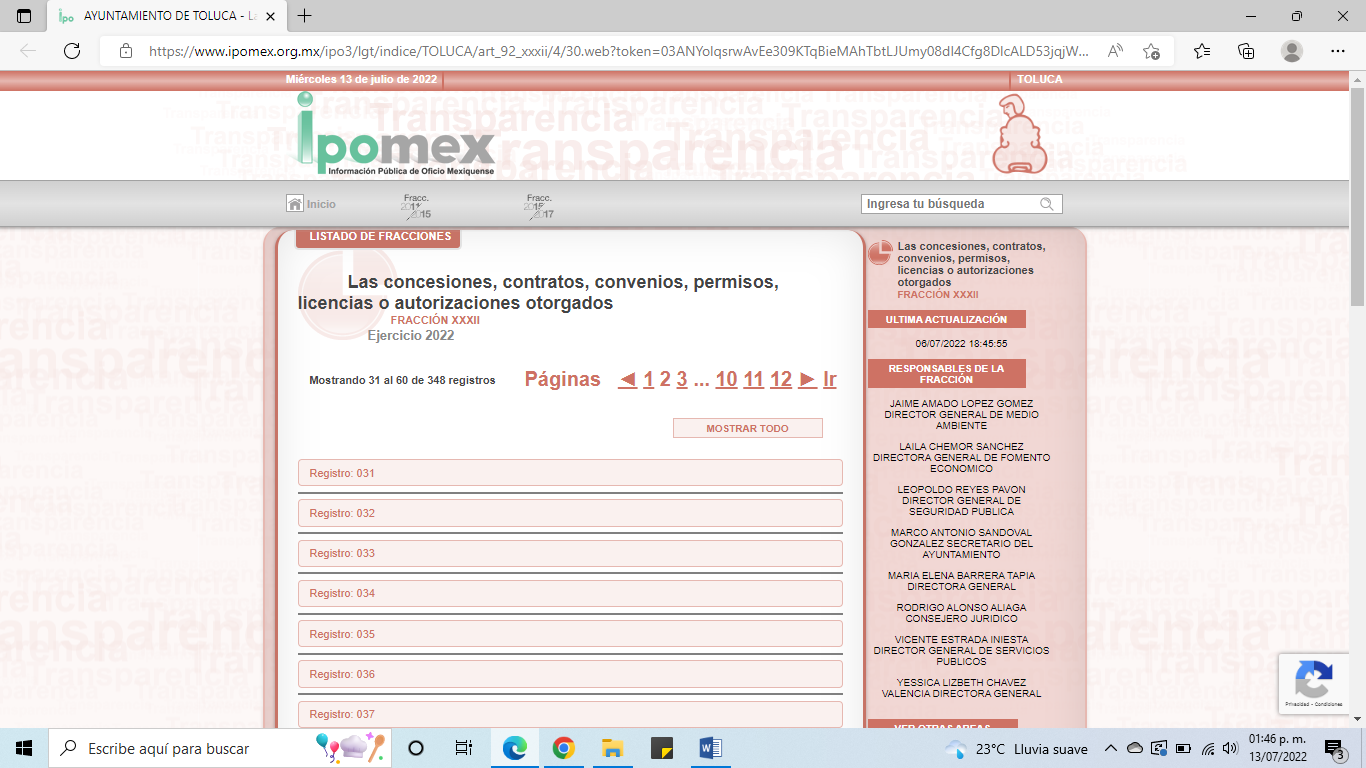 AYUNTAMIENTO DE TOLUCA - La
https://www.ipomex.org.mx/ipo3/lgt/indice/TOLUCA/art_92_xxxii/4/30.web?token=03ANYolqsrwAvEe309KTqBieMAhTbtLJUmy08dI4Cfg8DlcALD53jqjW...
Miércoles 13 de julio de 2022
TOLUCA
ipomex
Información Pública de Oficio Mexiquense
Transparencia
Inicio
Fracc.
Fracc.
Ingresa tu búsqueda
LISTADO DE FRACCIONES
Las concesiones, contratos, convenios, permisos,
licencias o autorizaciones otorgados
FRACCIÓN XXXII
Ejercicio 2022
Mostrando 31 al 60 de 348 registros
Páginas ◄ 1 2 3 ... 10 11 12 ► Ir
MOSTRAR TODO
Registro: 031
Registro: 032
Registro: 033
Registro: 034
Registro: 035
Registro: 036
Registro: 037
Las concesiones, contratos,
convenios, permisos,
licencias o autorizaciones
otorgados
FRACCIÓN XXXII
ULTIMA ACTUALIZACIÓN
06/07/2022 18:45:55
RESPONSABLES DE LA
FRACCIÓN
JAIME AMADO LOPEZ GOMEZ
DIRECTOR GENERAL DE MEDIO
AMBIENTE
LAILA CHEMOR SANCHEZ
DIRECTORA GENERAL DE FOMENTO
ECONOMICO
LEOPOLDO REYES PAVON
DIRECTOR GENERAL DE
SEGURIDAD PUBLICA
MARCO ANTONIO SANDOVAL
GONZALEZ SECRETARIO DEL
AYUNTAMIENTO
MARIA ELENA BARRERA TAPIA
DIRECTORA GENERAL
RODRIGO ALONSO ALIAGA
CONSEJERO JURIDICO
VICENTE ESTRADA INIESTA
DIRECTOR GENERAL DE SERVICIOS
PUBLICOS
YESSICA LIZBETH CHAVEZ
VALENCIA DIRECTORA GENERAL
VER OTRAS AREAS
Privacidad - Condiciones
Escribe aquí para buscar
23°C Lluvia suave
01:46 p. m.
13/07/2022
3